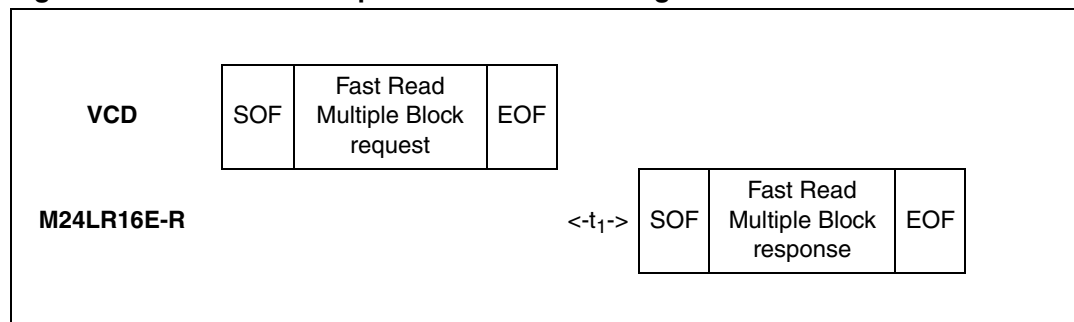 Fast Read
VCD SOF Multiple Block EOF
request
Fast Read
M24LR16E-R <-t1-> SOF Multiple Block EOF
response